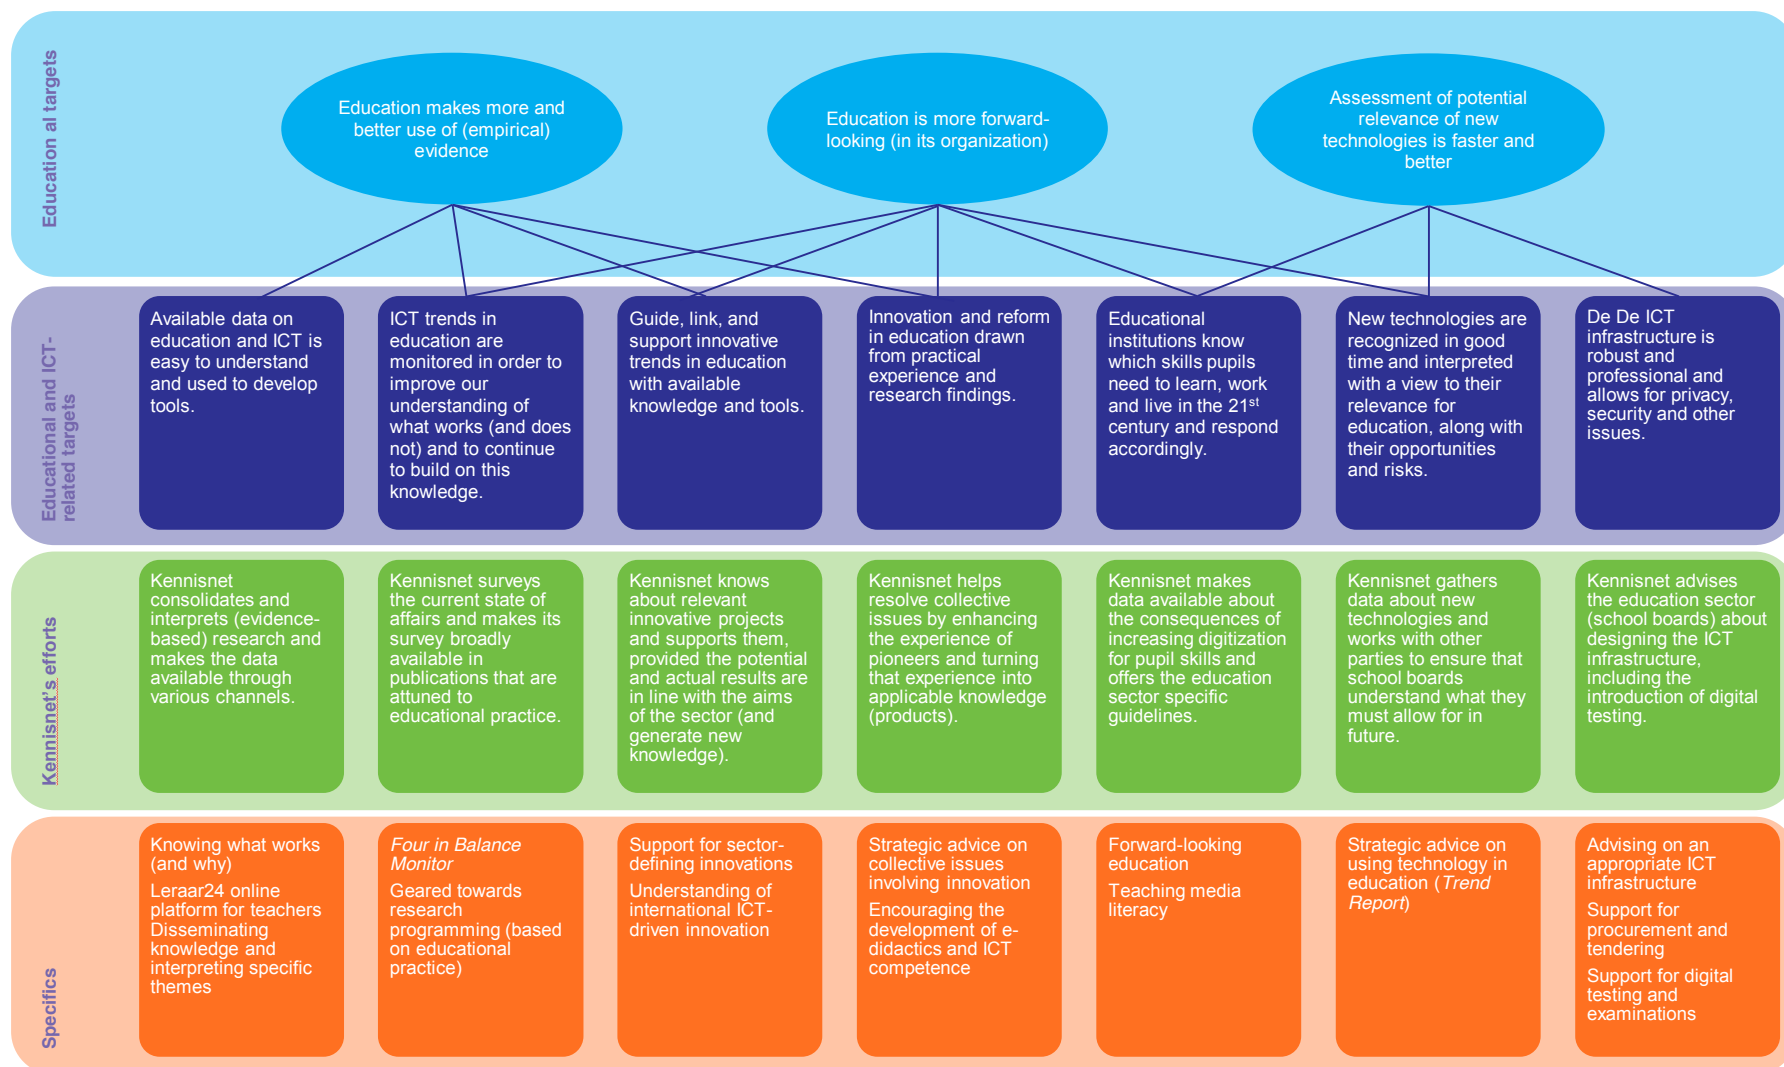 Education al targets
Education makes more and
better use of (empirical)
evidence
Education is more forward-
looking (in its organization)
Assessment of potential
relevance of new
technologies is faster and
better
Educational and ICT-
related targets
Available data on
education and ICT is
easy to understand
and used to develop
tools.
ICT trends in
education are
monitored in order to
improve our
understanding of
what works (and does
not) and to continue
to build on this
knowledge.
Guide, link, and
support innovative
trends in education
with available
knowledge and tools.
Innovation and reform
in education drawn
from practical
experience and
research findings.
Educational
institutions know
which skills pupils
need to learn, work
and live in the 21st
century and respond
accordingly.
New technologies are
recognized in good
time and interpreted
with a view to their
relevance for
education, along with
their opportunities
and risks.
De De ICT
infrastructure is
robust and
professional and
allows for privacy,
security and other
issues.
Kennisnet's efforts
Kennisnet
consolidates and
interprets (evidence-
based) research and
makes the data
available through
various channels.
Kennisnet surveys
the current state of
affairs and makes its
survey broadly
available in
publications that are
attuned to
educational practice.
Kennisnet knows
about relevant
innovative projects
and supports them,
provided the potential
and actual results are
in line with the aims
of the sector (and
generate new
knowledge).
Kennisnet helps
resolve collective
issues by enhancing
the experience of
pioneers and turning
that experience into
applicable knowledge
(products).
Kennisnet makes
data available about
the consequences of
increasing digitization
for pupil skills and
offers the education
sector specific
guidelines.
Kennisnet gathers
data about new
technologies and
works with other
parties to ensure that
school boards
understand what they
must allow for in
future.
Kennisnet advises
the education sector
(school boards) about
designing the ICT
infrastructure,
including the
introduction of digital
testing.
Specifics
Knowing what works
(and why)
Leraar24 online
platform for teachers
Disseminating
knowledge and
interpreting specific
themes
Four in Balance
Monitor
Geared towards
research
programming (based
on educational
practice)
Support for sector-
defining innovations
Understanding of
international ICT-
driven innovation
Strategic advice on
collective issues
involving innovation
Encouraging the
development of e-
didactics and ICT
competence
Forward-looking
education
Teaching media
literacy
Strategic advice on
using technology in
education (Trend
Report)
Advising on an
appropriate ICT
infrastructure
Support for
procurement and
tendering
Support for digital
testing and
examinations